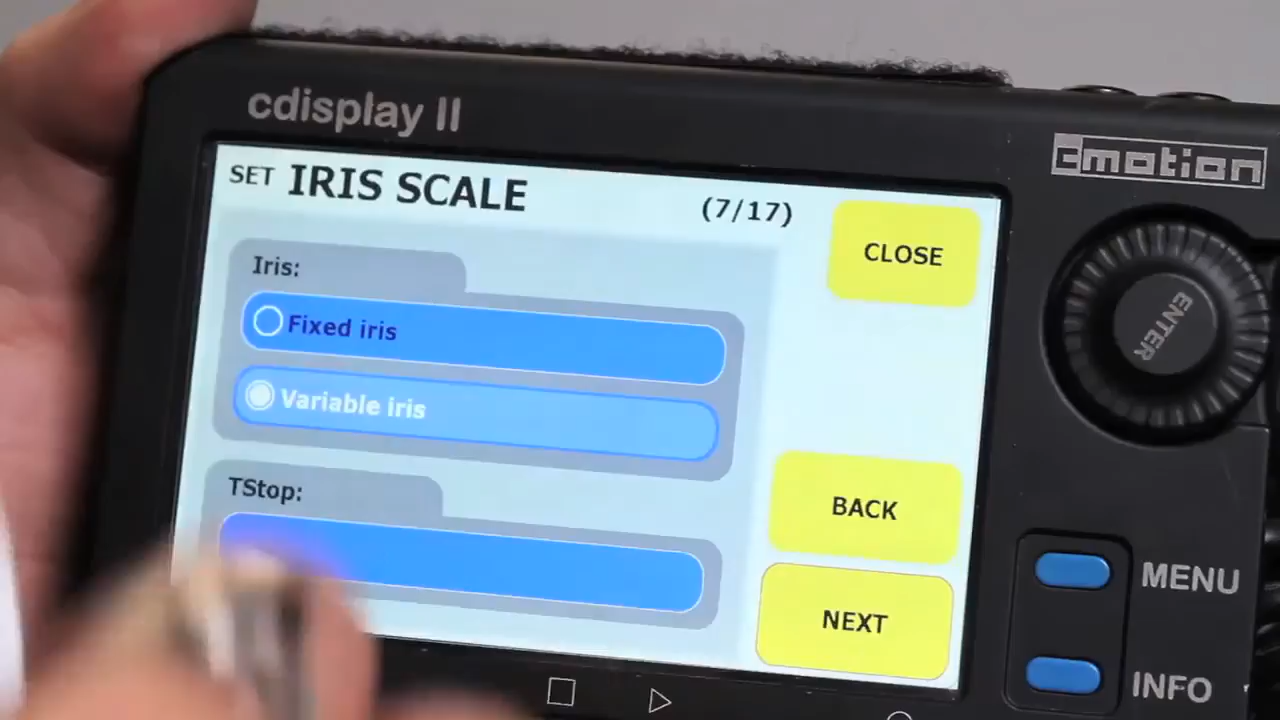 cdisplay II
cmotion
SET IRIS SCALE (7/17)
CLOSE
Iris:
Fixed iris
Variable iris
ENTER
TStop:
BACK
NEXT
MENU
INFO